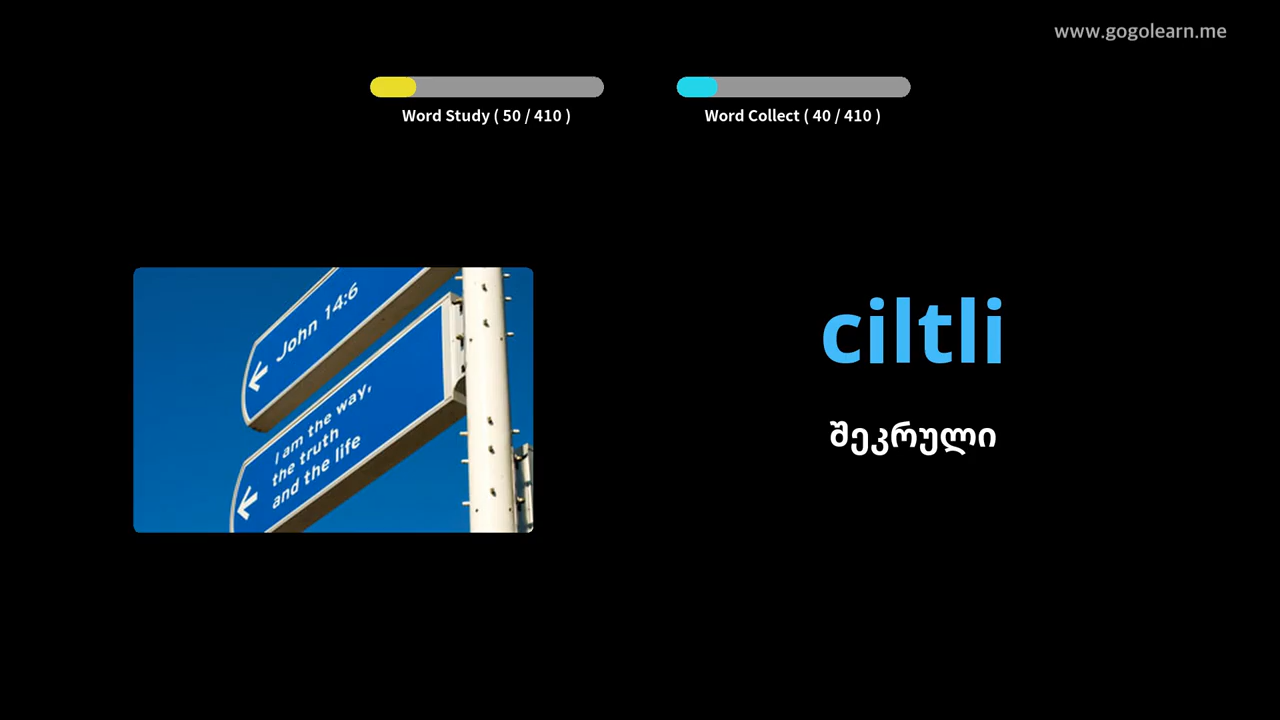 www.gogolearn.me
Word Study ( 50 / 410 )
Word Collect ( 40 / 410 )
John 14:6
I am the way,
the truth
and the life
ciltli
შეკრული